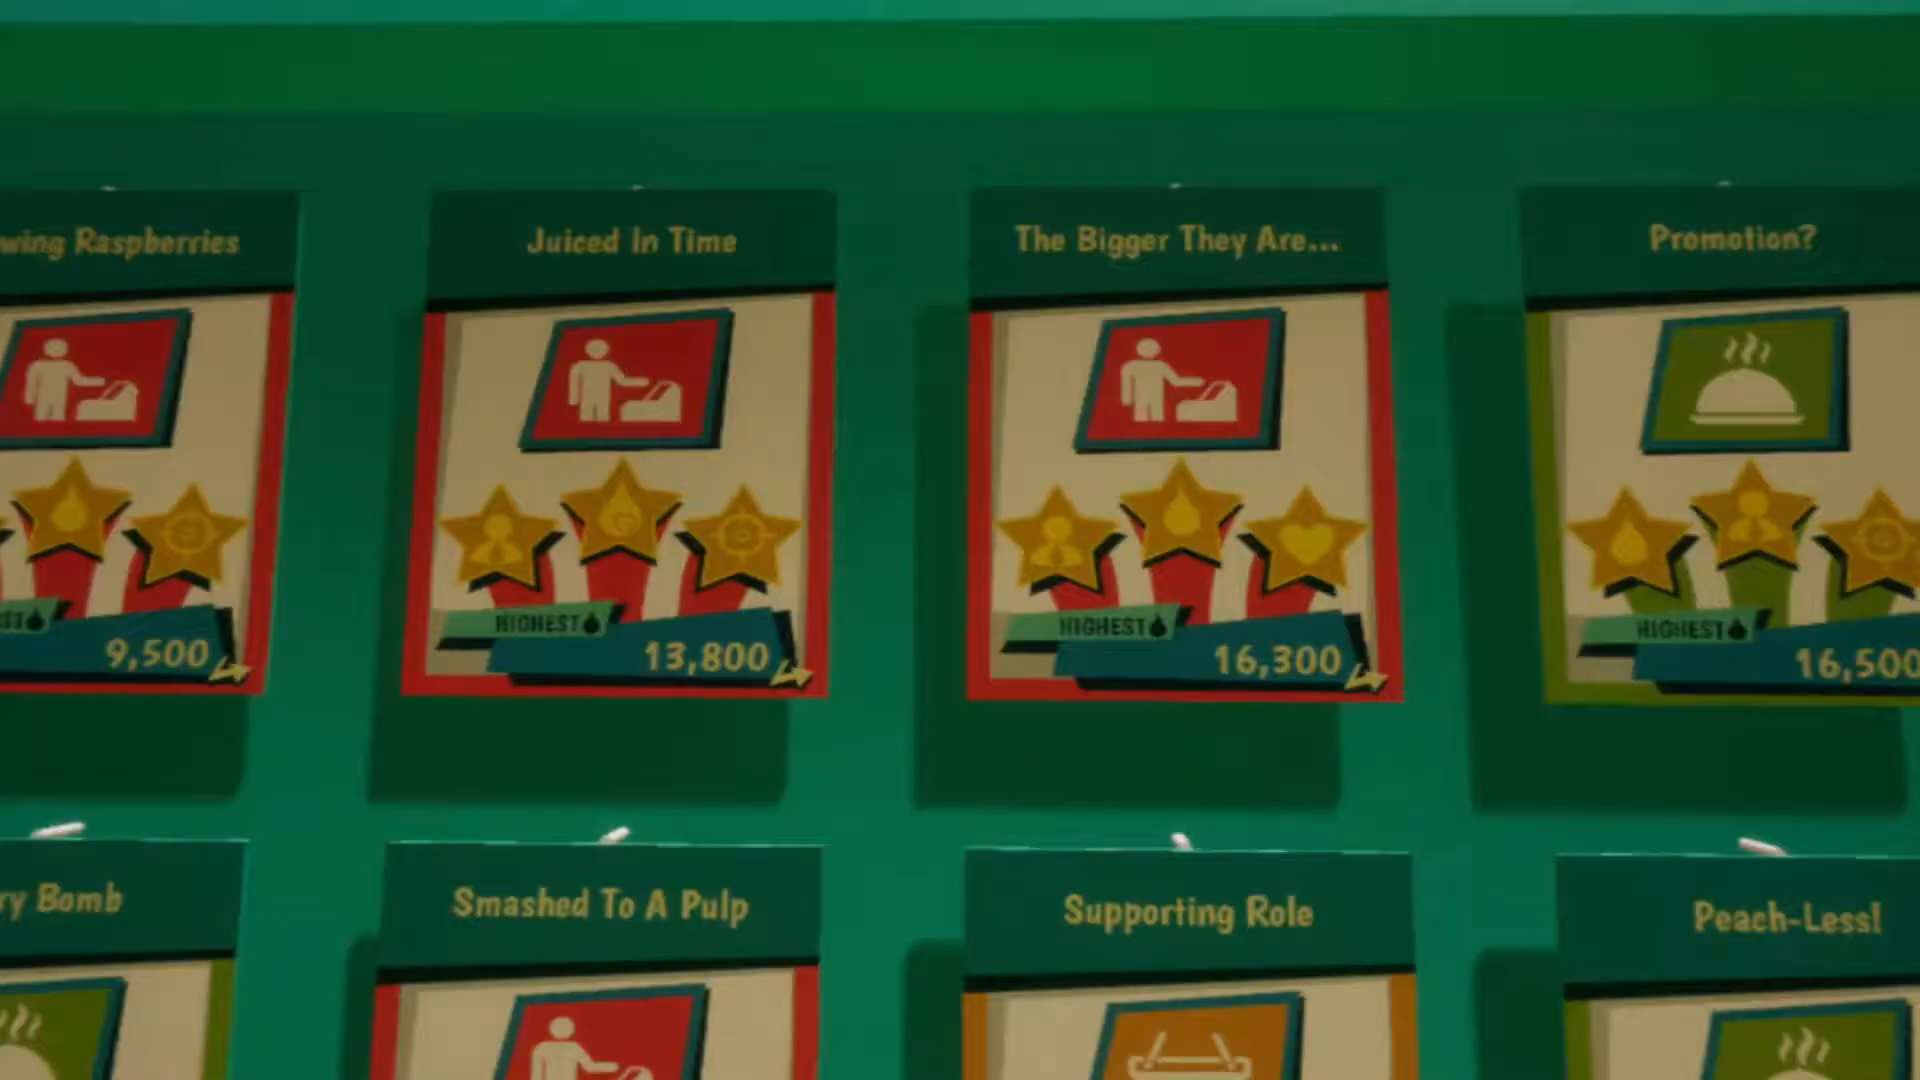 wing Raspberries
Juiced In Time
The Bigger They Are...
Promotion?
HIGHEST
HIGHEST
HIGHEST
9,500
13,800
16,300
16,500
ry Bomb
Smashed To A Pulp
Supporting Role
Peach-Less!